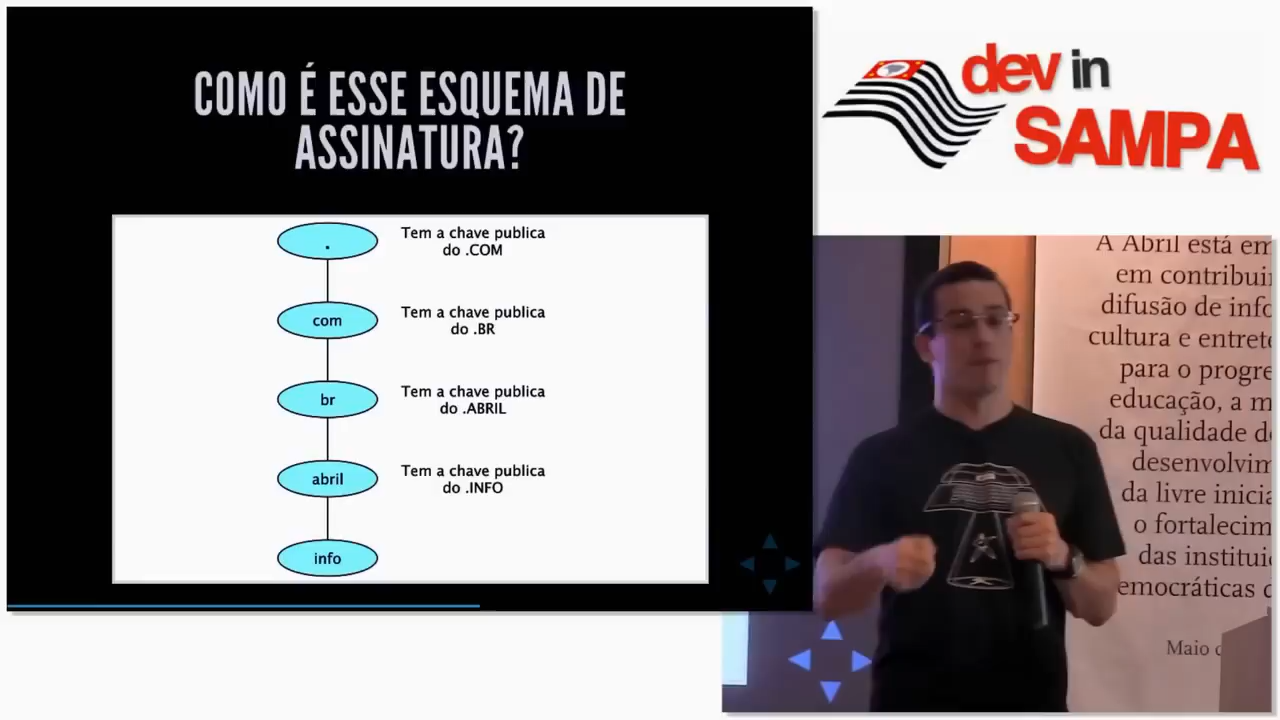 COMO É ESSE ESQUEMA DE
ASSINATURA?
.
Tem a chave publica
do .COM
com
Tem a chave publica
do .BR
br
Tem a chave publica
do .ABRIL
abril
Tem a chave publica
do .INFO
info
dev in
SAMPA
A Abril está em
em contribui
difusão de info
cultura e entrete
para o progre
educação, a m
da qualidade d
desenvolvim
da livre inicia
o fortalecim
das institui
emocráticas
Maio